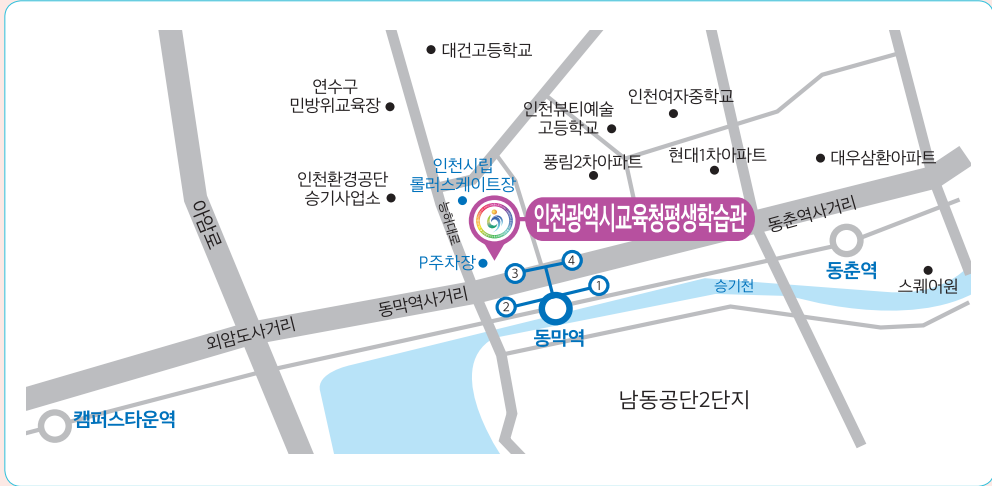 대건고등학교
연수구
민방위교육장
인천뷰티예술
고등학교
인천여자중학교
인천시립
롤러스케이트장
풍림2차아파트
현대1차아파트
대우삼환아파트
인천환경공단
승기사업소
아암로
능허대로
인천광역시교육청평생학습관
동춘역사거리
P주차장
동춘역
③
④
①
②
승기천
스퀘어원
동막역사거리
외암도사거리
동막역
남동공단2단지
캠퍼스타운역